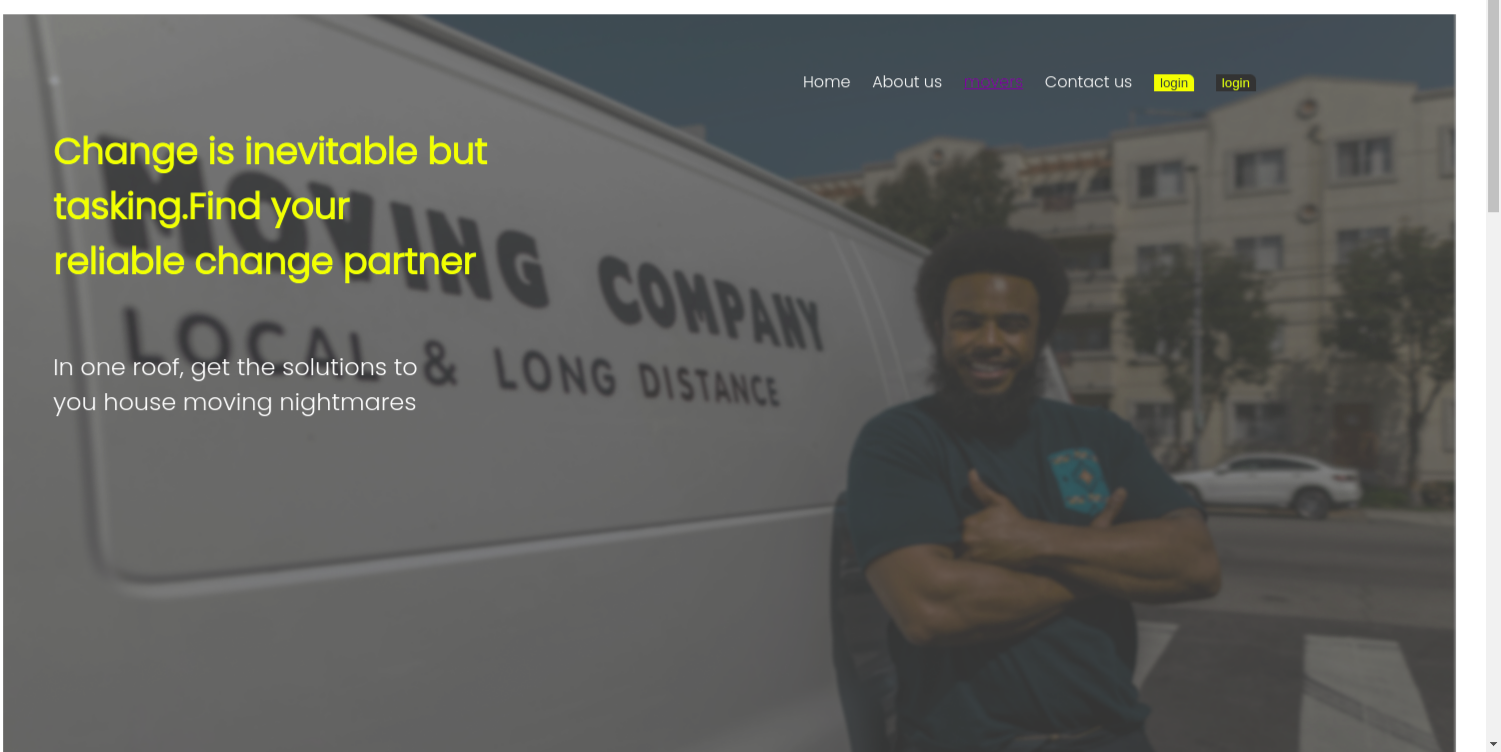 Home About us movers Contact us login login
Change is inevitable but
tasking.Find your
reliable change partner
MOVING COMPANY
LOCAL & LONG DISTANCE
In one roof, get the solutions to
you house moving nightmares